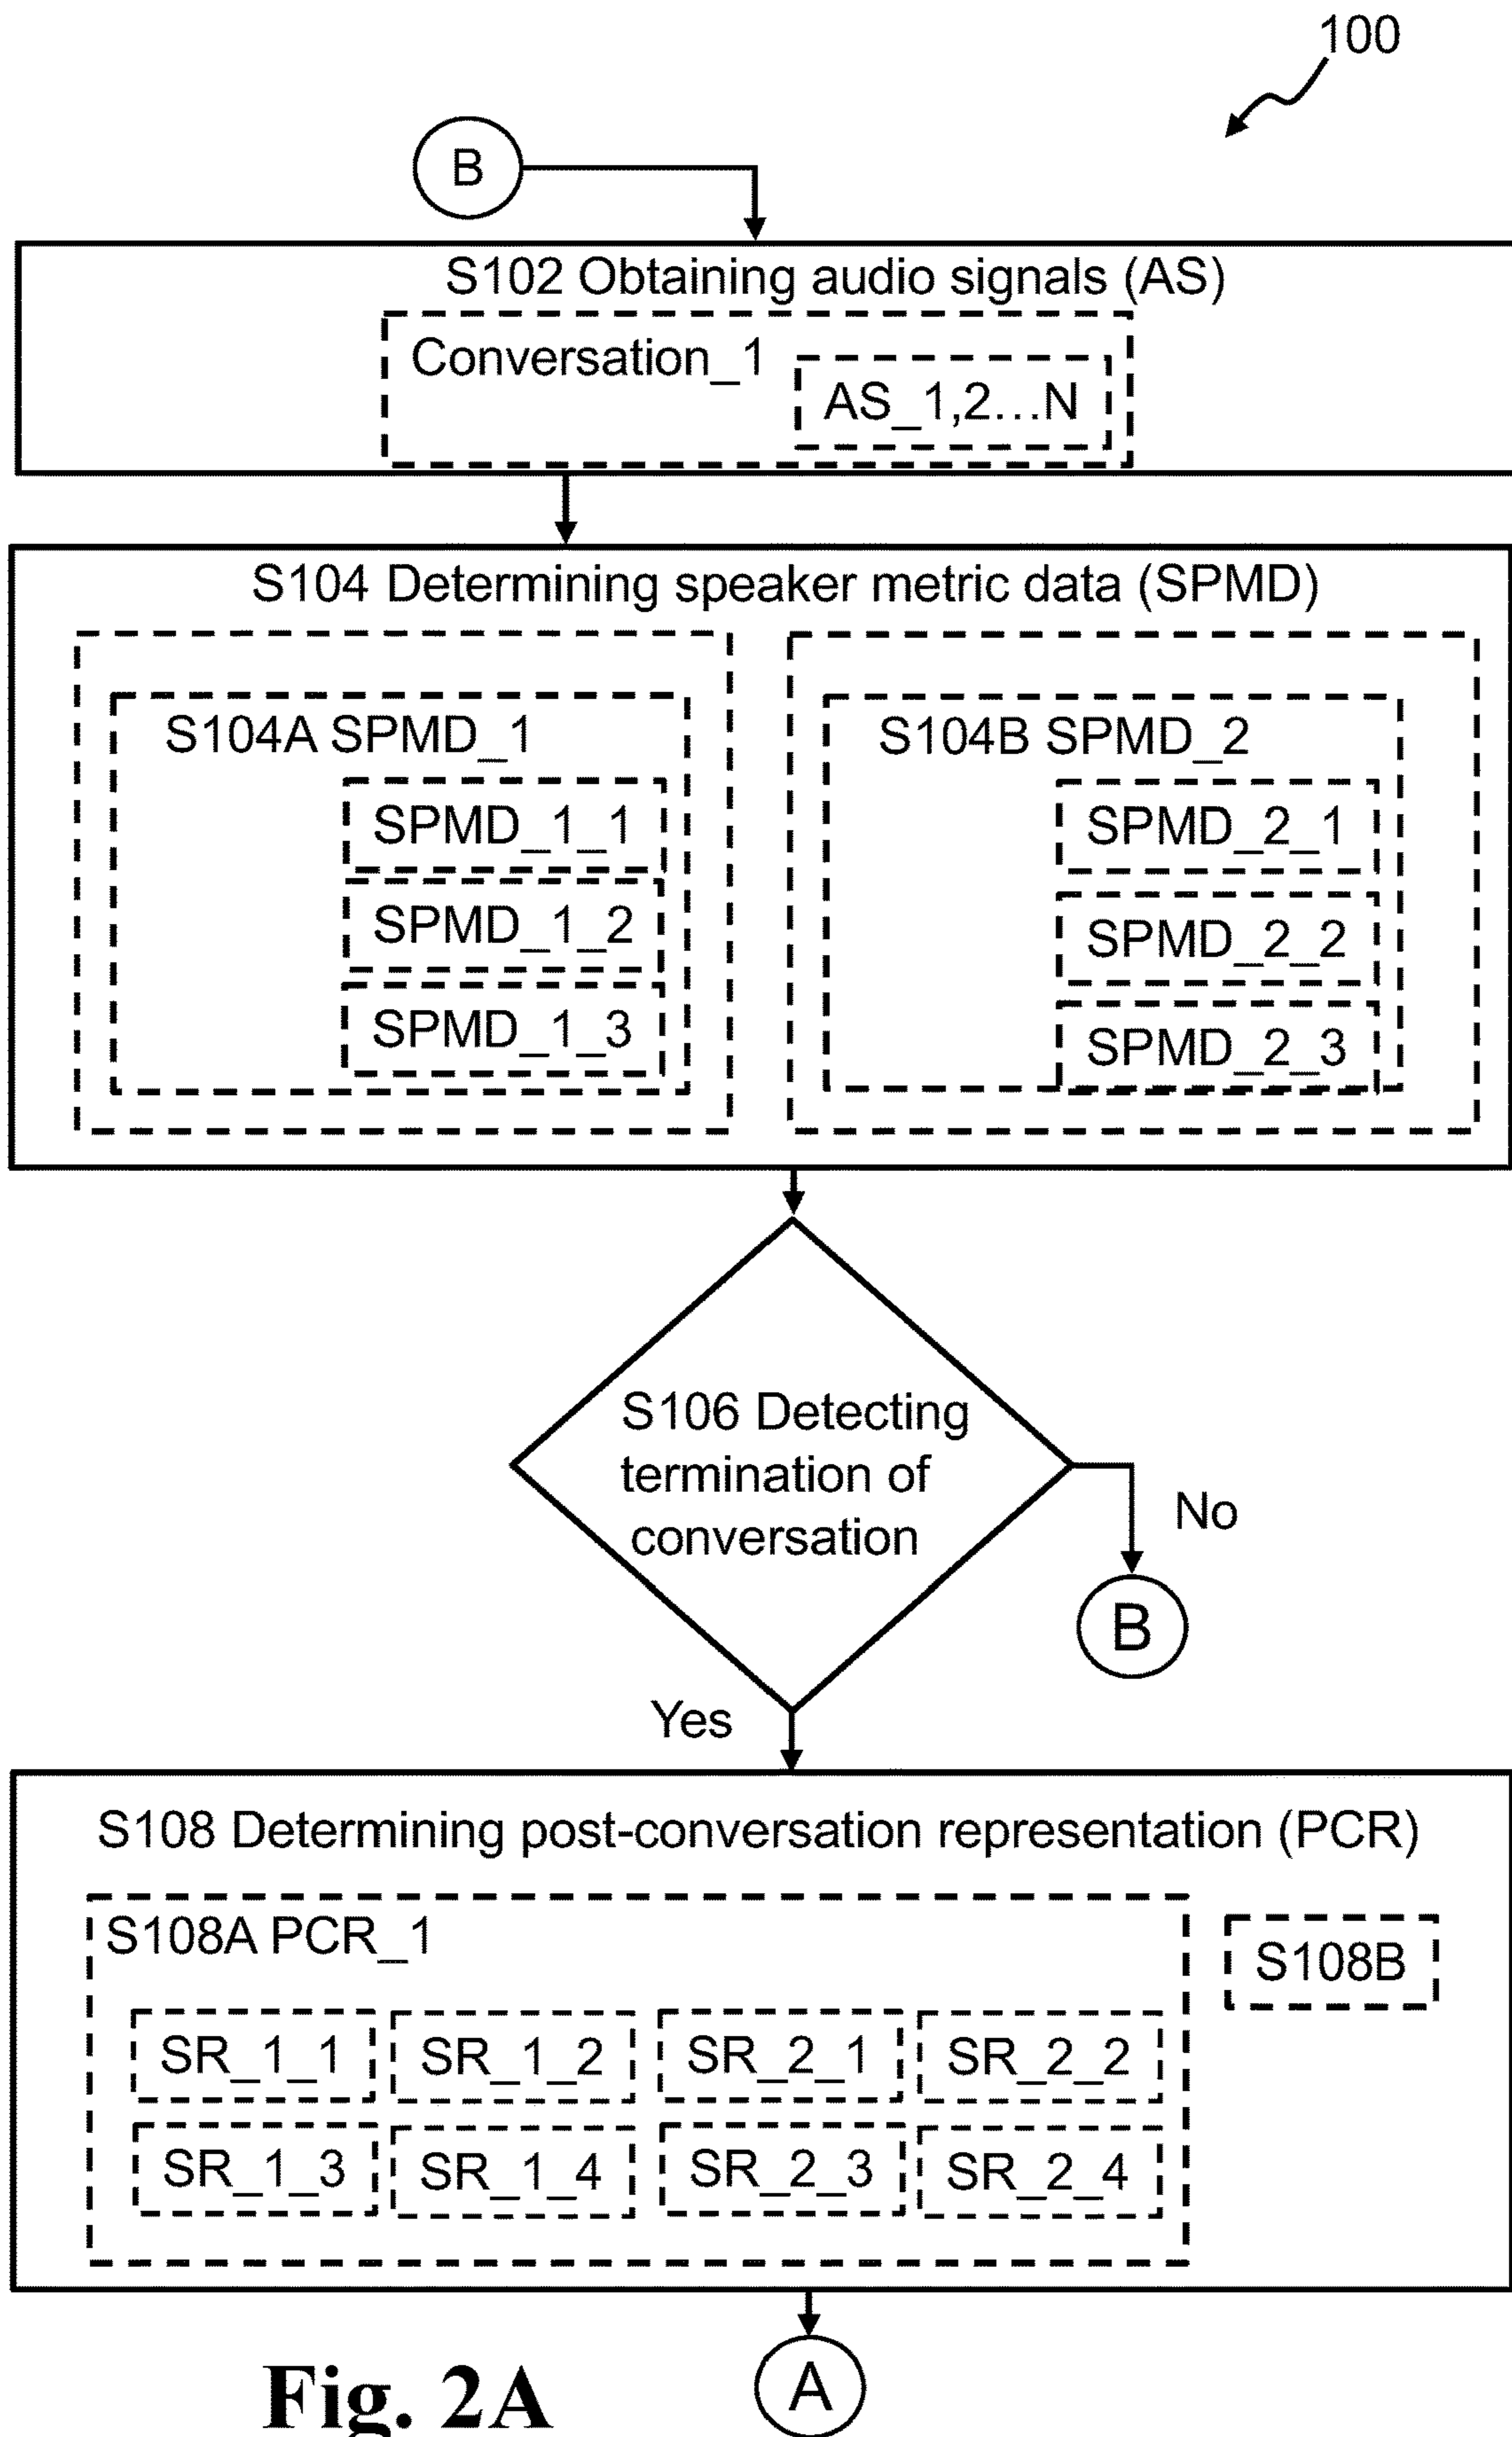 100
B
S102 Obtaining audio signals (AS)
Conversation_1
AS_1,2...N
S104 Determining speaker metric data (SPMD)
S104A SPMD_1
SPMD_1_1
SPMD_1_2
SPMD_1_3
S104B SPMD_2
SPMD_2_1
SPMD_2_2
SPMD_2_3
S106 Detecting
termination of
conversation
No
B
Yes
S108 Determining post-conversation representation (PCR)
S108A PCR_1
S108B
SR_1_1 SR_1_2 SR_2_1 SR_2_2
SR_1_3 SR_1_4 SR_2_3 SR_2_4
A
Fig. 2A